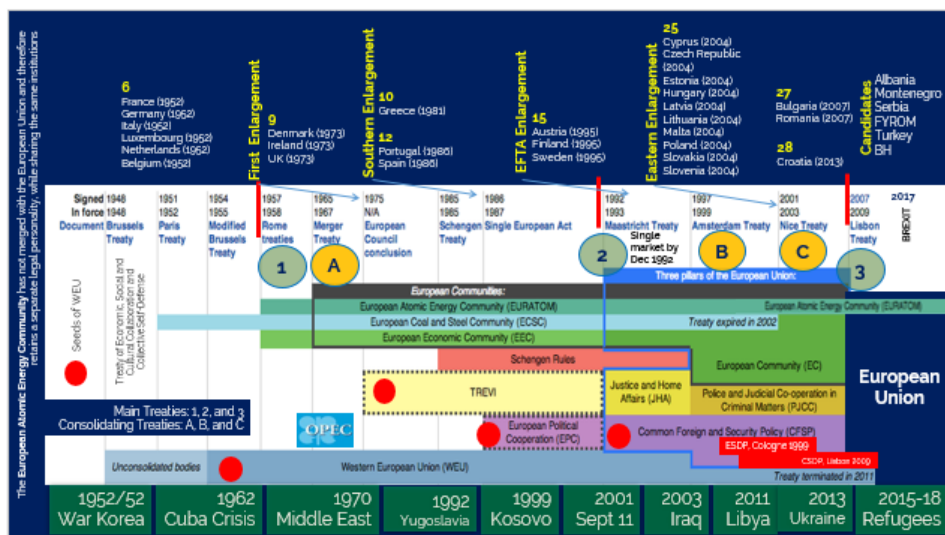 The European Atomic Energy Community has not merged with the European Union and therefore
retains a separate legal personality, while sharing the same institutions
6
France (1952)
Germany (1952)
Italy (1952)
Luxembourg (1952)
Netherlands (1952)
Belgium (1952)
First Enlargement
9
Denmark (1973)
Ireland (1973)
UK (1973)
Southern Enlargement
10
Greece (1981)
12
Portugal (1986)
Spain (1986)
EFTA Enlargement
15
Austria (1995)
Finland (1995)
Sweden (1995)
Eastern Enlargement
25
Cyprus (2004)
Czech Republic
(2004)
Estonia (2004)
Hungary (2004)
Latvia (2004)
Lithuania (2004)
Malta (2004)
Poland (2004)
Slovakia (2004)
Slovenia (2004)
27
Bulgaria (2007)
Romania (2007)
28
Croatia (2013)
Candidates
Albania
Montenegro
Serbia
FYROM
Turkey
BH
Signed 1948 1951 1954 1957 1965 1975 1985 1986 1992 1997 2001 2007 2017
In force 1948 1952 1955 1958 1967 N/A 1985 1987 1993 1999 2003 2009
Document Brussels Treaty
Paris Treaty
Modified Brussels Treaty
Rome treaties
Merger Treaty
European Council conclusion
Schengen Treaty
Single European Act
Maastricht Treaty
Single market by Dec 1992
Amsterdam Treaty
Nice Treaty
Lisbon Treaty
BREXIT
1
A
2
B
C
3
Three pillars of the European Union:
Seeds of WEU
Treaty of Economic, Social and
Cultural Collaboration and
Collective Self-Defense
European Communities:
European Atomic Energy Community (EURATOM)
European Atomic Energy Community (EURATOM)
European Coal and Steel Community (ECSC)
Treaty expired in 2002
European Economic Community (EEC)
Schengen Rules
European Community (EC)
TREVI
Justice and Home
Affairs (JHA)
Police and Judicial Co-operation in
Criminal Matters (PJCC)
European
Union
Main Treaties: 1, 2, and 3
Consolidating Treaties: A, B, and C
OPEC
European Political
Cooperation (EPC)
Common Foreign and Security Policy (CFSP)
ESDP, Cologne 1999
CSDP, Lisbon 2009
Unconsolidated bodies
Western European Union (WEU)
Treaty terminated in 2011
1952/52
War Korea
1962
Cuba Crisis
1970
Middle East
1992
Yugoslavia
1999
Kosovo
2001
Sept 11
2003
Iraq
2011
Libya
2013
Ukraine
2015-18
Refugees